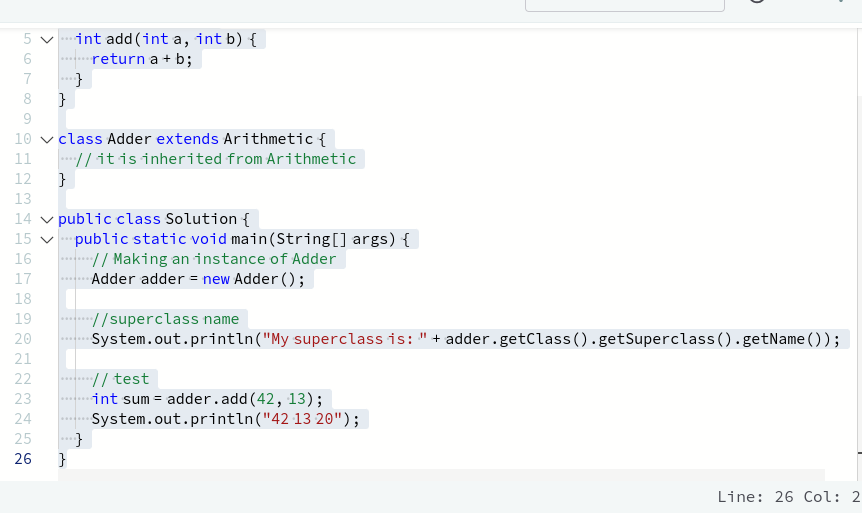 5 int add(int a, int b) {
6 return a + b;
7 }
8 }
9
10 class Adder extends Arithmetic {
11 // it is inherited from Arithmetic
12 }
13
14 public class Solution {
15 public static void main(String[] args) {
16 // Making an instance of Adder
17 Adder adder = new Adder();
18
19 //superclass name
20 System.out.println("My superclass is: " + adder.getClass().getSuperclass().getName());
21
22 // test
23 int sum = adder.add(42, 13);
24 System.out.println("42 13 20");
25 }
26 }
Line: 26 Col: 2